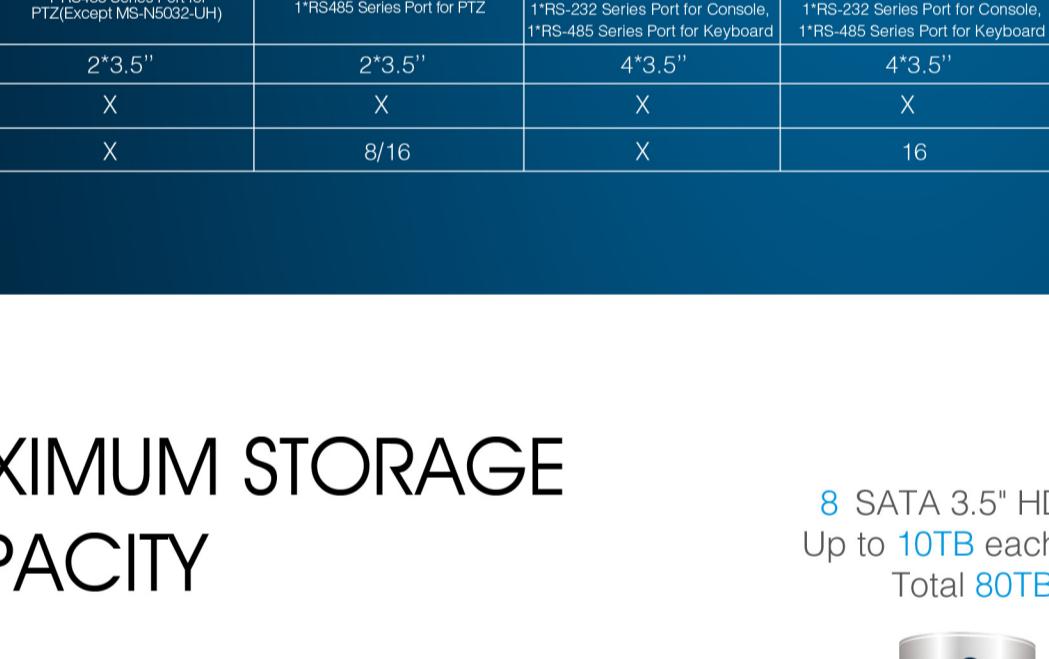 PTZ(Except MS-N5032-UH)
1*RS485 Series Port for PTZ
1*RS-232 Series Port for Console,
1*RS-485 Series Port for Keyboard
1*RS-232 Series Port for Console,
1*RS-485 Series Port for Keyboard
2*3.5’’ 2*3.5’’ 4*3.5’’ 4*3.5’’
X X X X
X 8/16 X 16
XIMUM STORAGE
PACITY
8 SATA 3.5" HD
Up to 10TB each
Total 80TB